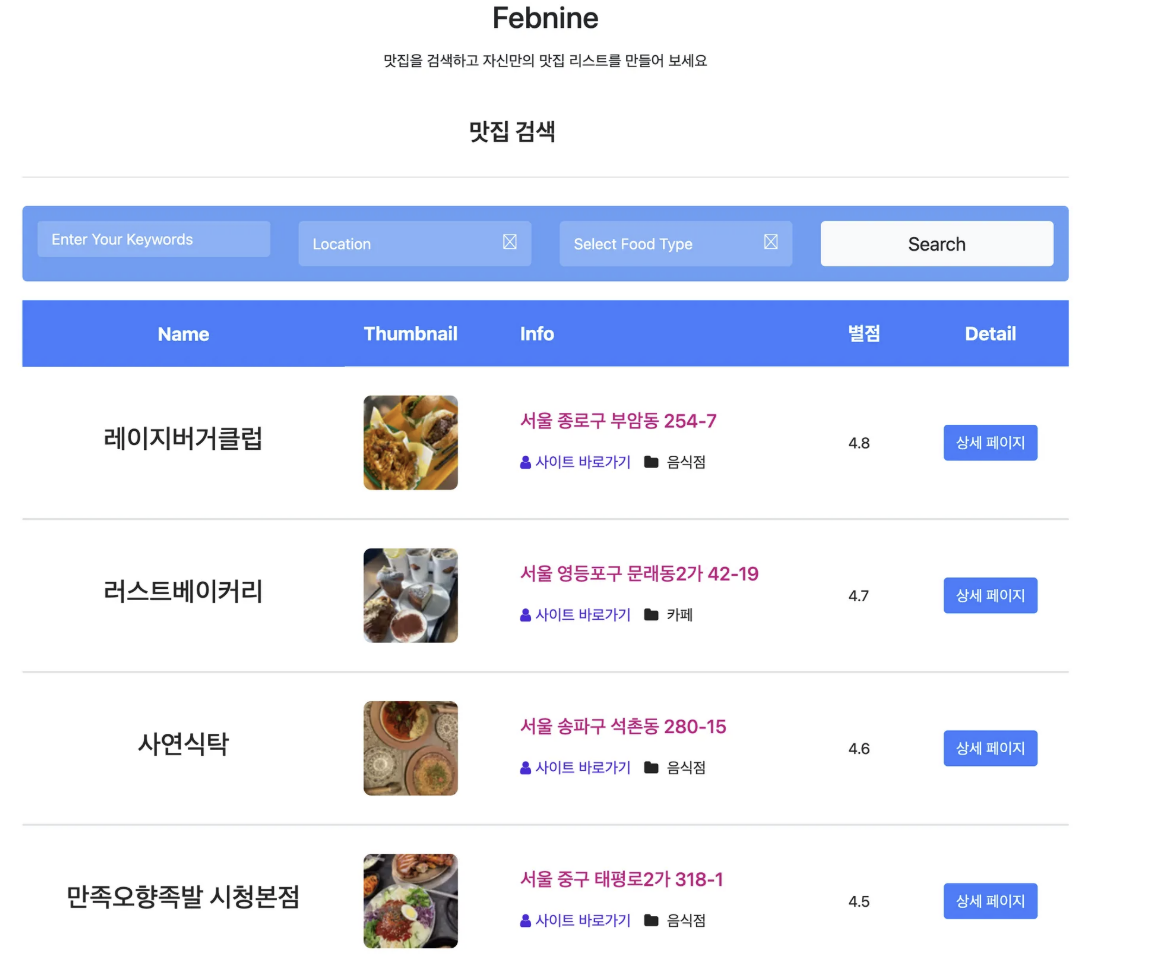 Febnine
맛집을 검색하고 자신만의 맛집 리스트를 만들어 보세요
맛집 검색
Enter Your Keywords
Location
Select Food Type
Search
Name Thumbnail Info 별점 Detail
레이지버거클럽
서울 종로구 부암동 254-7
사이트 바로가기 음식점
4.8
상세 페이지
러스트베이커리
서울 영등포구 문래동2가 42-19
사이트 바로가기 카페
4.7
상세 페이지
사연식탁
서울 송파구 석촌동 280-15
사이트 바로가기 음식점
4.6
상세 페이지
만족오향족발 시청본점
서울 중구 태평로2가 318-1
사이트 바로가기 음식점
4.5
상세 페이지